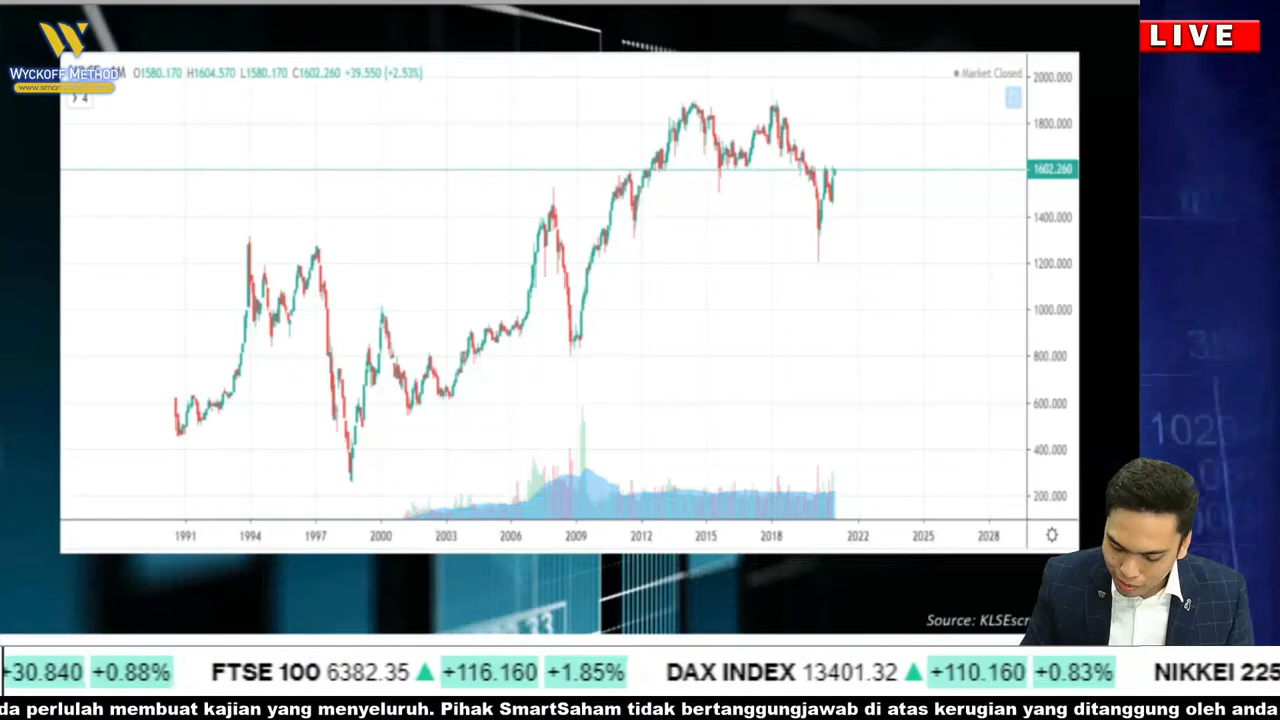 WYCKOFF METHOD
O1580.170 H1604.570 L1580.170 C1602.260 +39.550 (+2.53%)
Market Closed
4
LIVE
2000.000
1800.000
1602.260
1400.000
1200.000
1000.000
800.000
600.000
400.000
200.000
1991 1994 1997 2000 2003 2006 2009 2012 2015 2018 2022 2025 2028
Source: KLSEscr
+30.840 +0.88% FTSE 100 6382.35 +116.160 +1.85% DAX INDEX 13401.32 +110.160 +0.83% NIKKEI 225
da perlulah membuat kajian yang menyeluruh. Pihak SmartSaham tidak bertanggungjawab di atas kerugian yang ditanggung oleh anda